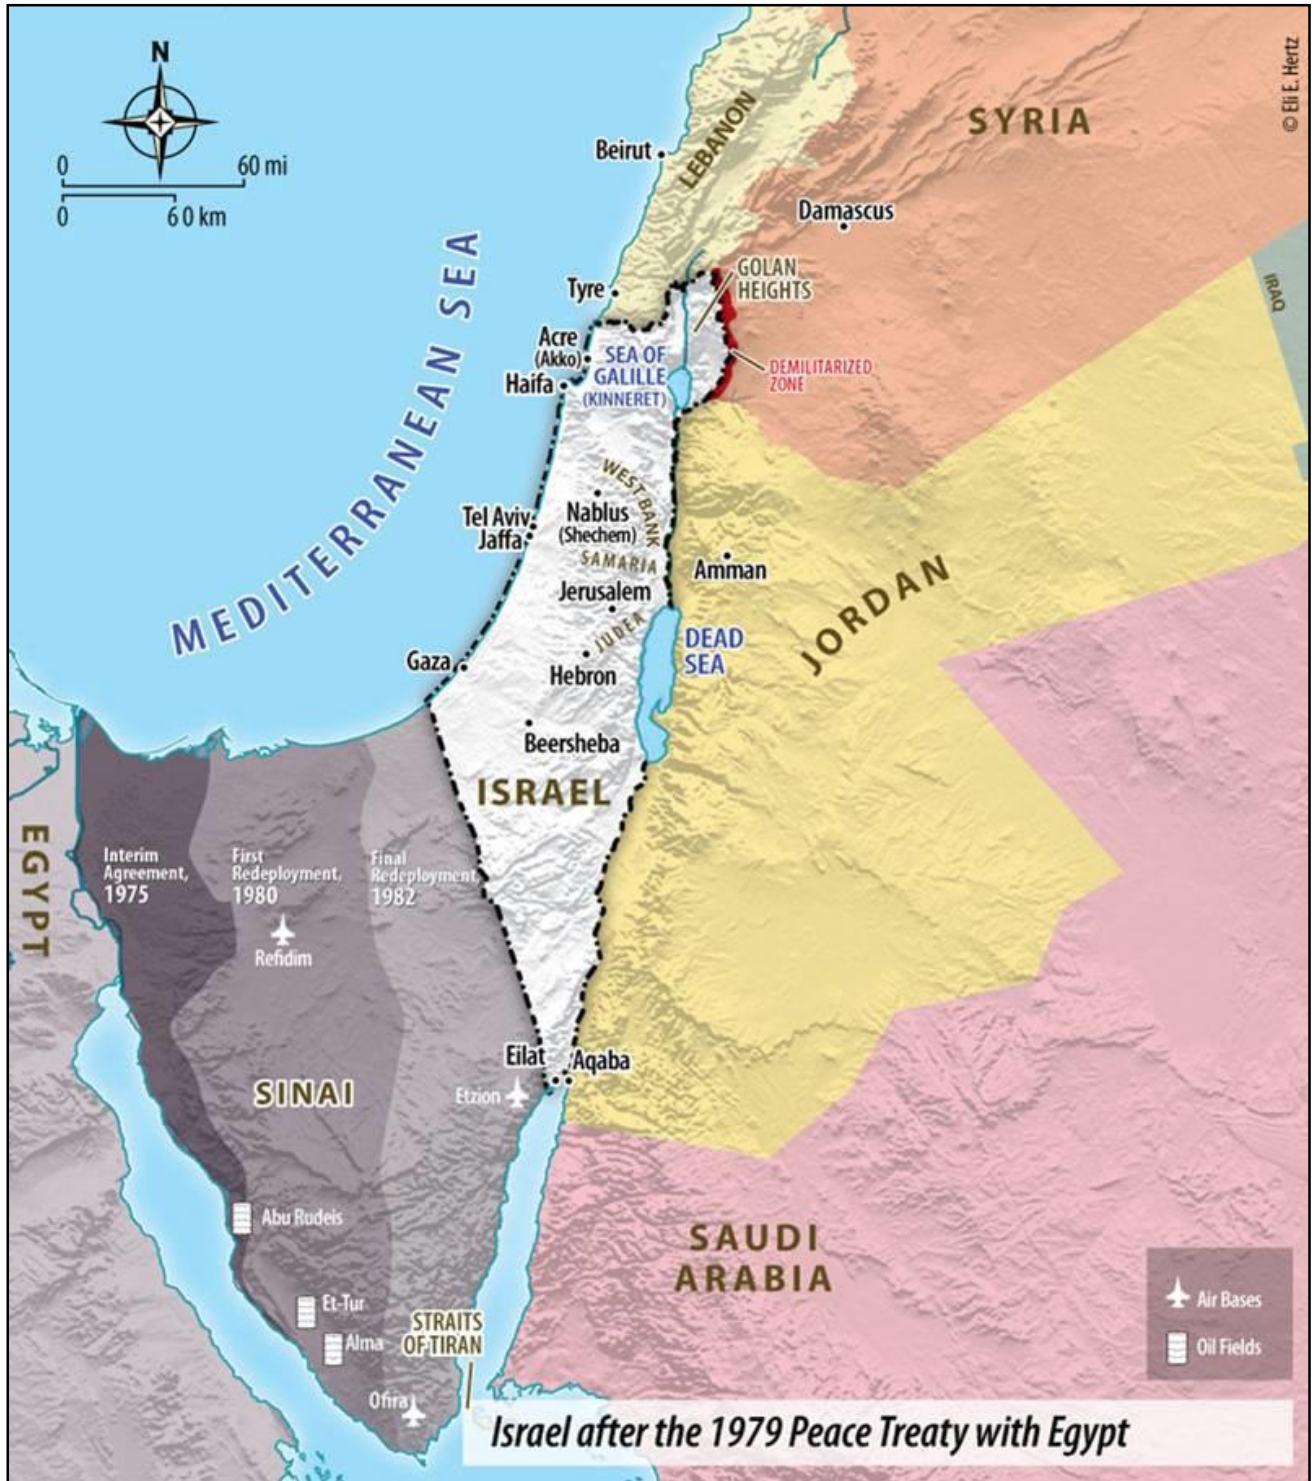 N
0 60 mi
0 60 km
© Eli E. Hertz
SYRIA
LEBANON
Beirut
Damascus
MEDITERRANEAN SEA
GOLAN
HEIGHTS
IRAQ
Tyre
Acre
(Akko)
SEA OF
GALILLE
(KINNERET)
Haifa
DEMILITARIZED
ZONE
WEST BANK
Tel Aviv
Jaffa
Nablus
(Shechem)
SAMARIA
Amman
JORDAN
Jerusalem
JUDEA
DEAD
SEA
Gaza
Hebron
Beersheba
ISRAEL
EGYPT
Interim
Agreement,
1975
First
Redeployment,
1980
Final
Redeployment,
1982
Refidim
Eilat
Aqaba
SINAI
Etzion
Abu Rudeis
SAUDI
ARABIA
Et-Tur
Alma
STRAITS
OF TIRAN
Ofira
Air Bases
Oil Fields
Israel after the 1979 Peace Treaty with Egypt